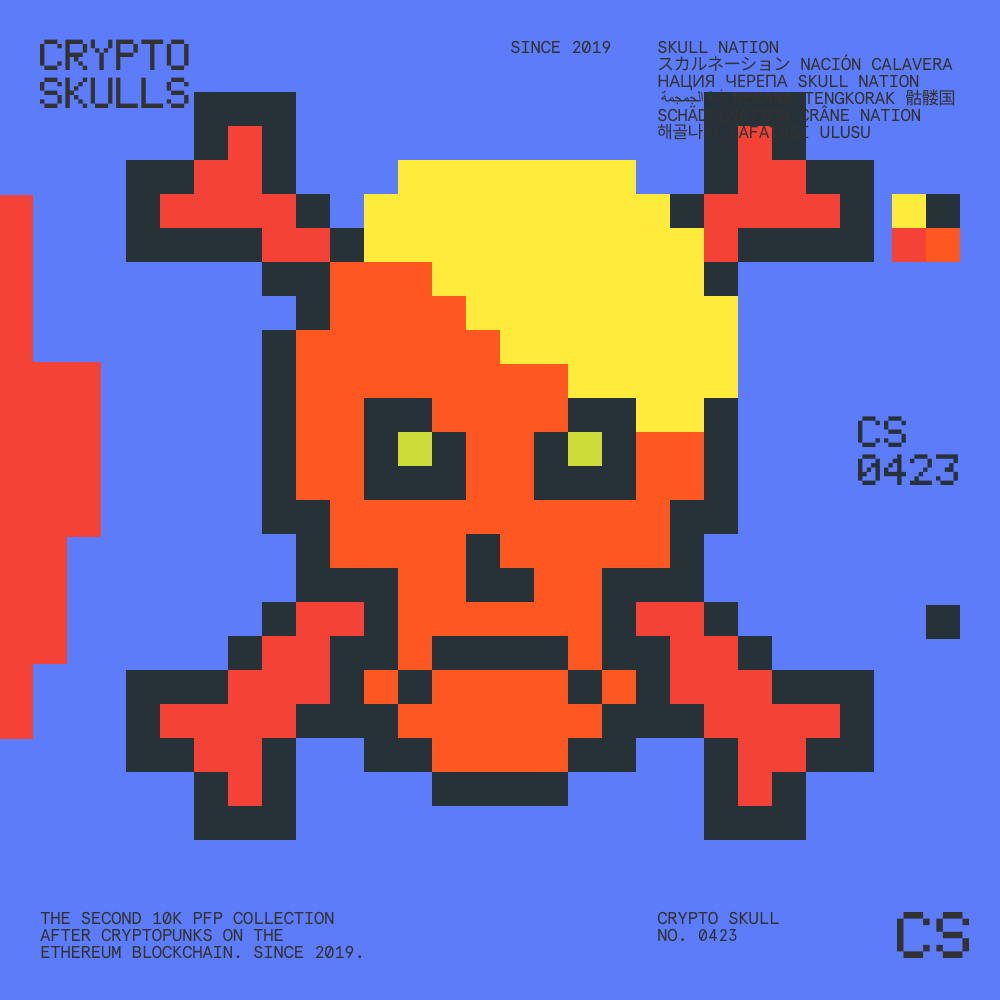 CRYPTO
SKULLS
SINCE 2019
SKULL NATION
スカルネーション NACIÓN CALAVERA
НАЦИЯ ЧЕРЕПА SKULL NATION
TENGKORAK 骷髅国
CRÂNE NATION
ULUSU
CS
0423
THE SECOND 10K PFP COLLECTION
AFTER CRYPTOPUNKS ON THE
ETHEREUM BLOCKCHAIN. SINCE 2019.
CRYPTO SKULL
NO. 0423
CS